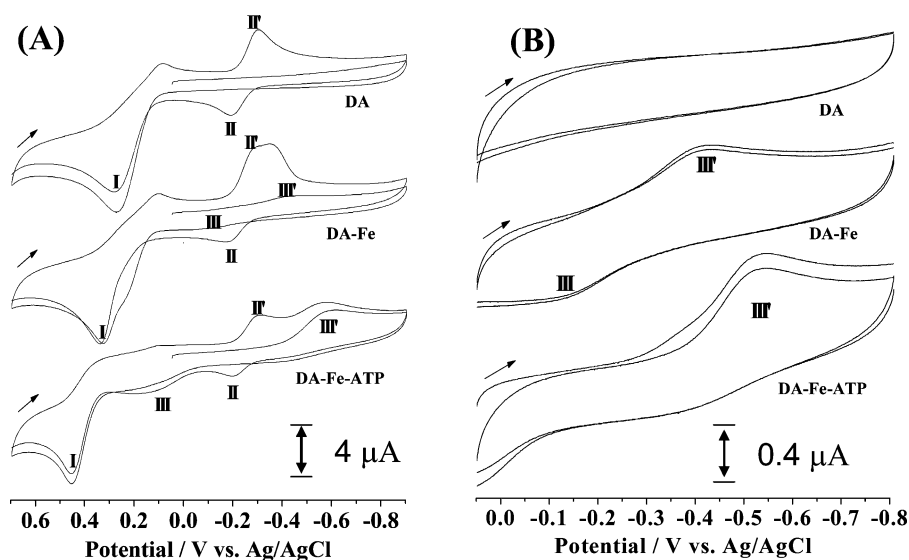 (A)
II'
DA
II
I
II'
III'
III
DA-Fe
II
I
II'
III'
DA-Fe-ATP
III
II
I
4 μA
0.6 0.4 0.2 0.0 -0.2 -0.4 -0.6 -0.8
Potential / V vs. Ag/AgCl
(B)
DA
III'
DA-Fe
III
III'
DA-Fe-ATP
0.4 μA
0.0 -0.1 -0.2 -0.3 -0.4 -0.5 -0.6 -0.7 -0.8
Potential / V vs. Ag/AgCl